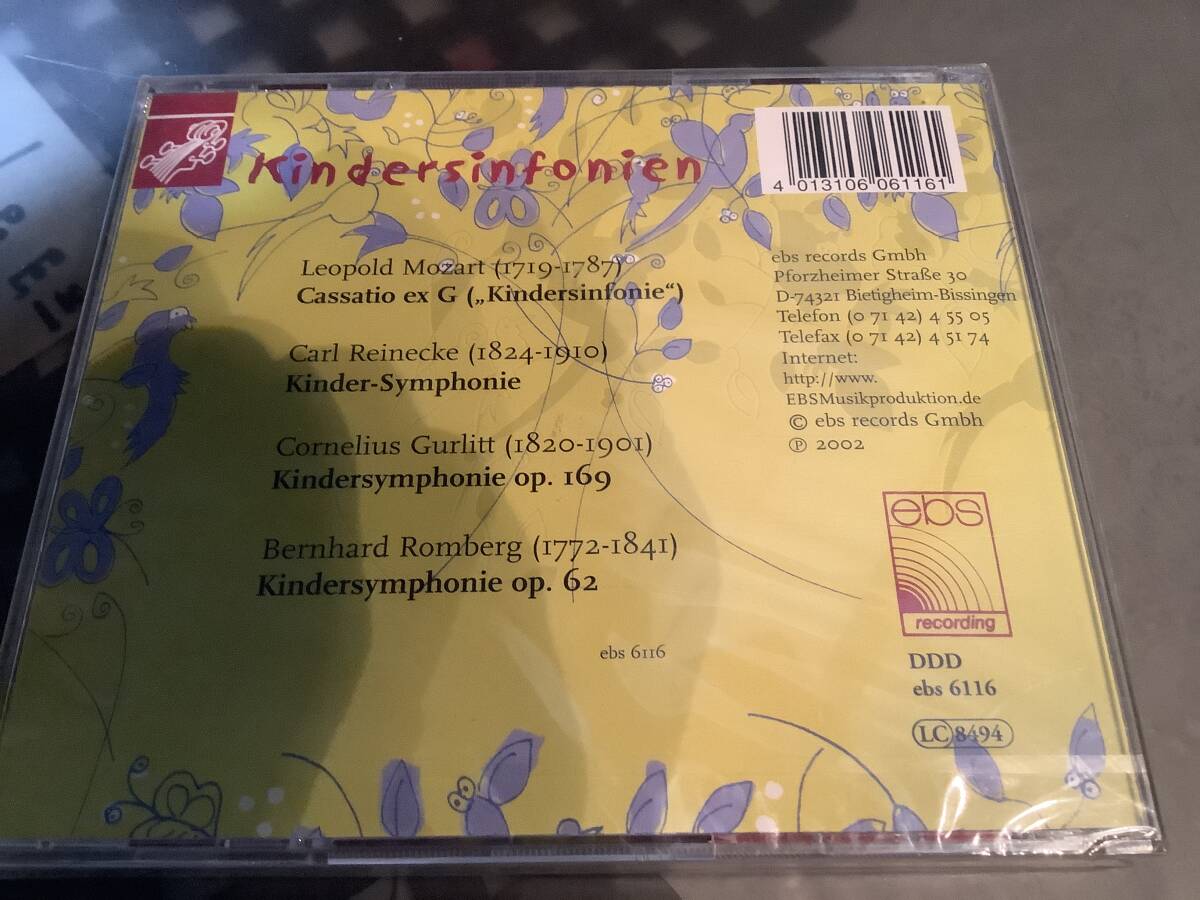 Kindersinfonien
4 013106 061161
Leopold Mozart (1719-1787)
Cassatio ex G („Kindersinfonie“)
Carl Reinecke (1824-1910)
Kinder-Symphonie
Cornelius Gurlitt (1820-1901)
Kindersymphonie op. 169
Bernhard Romberg (1772-1841)
Kindersymphonie op. 62
ebs 6116
ebs records Gmbh
Pforzheimer Straße 30
D-74321 Bietigheim-Bissingen
Telefon (0 71 42) 4 55 05
Telefax (0 71 42) 4 51 74
Internet:
http://www.
EBSMusikproduktion.de
© ebs records Gmbh
℗ 2002
ebs
recording
DDD
ebs 6116
LC 8494